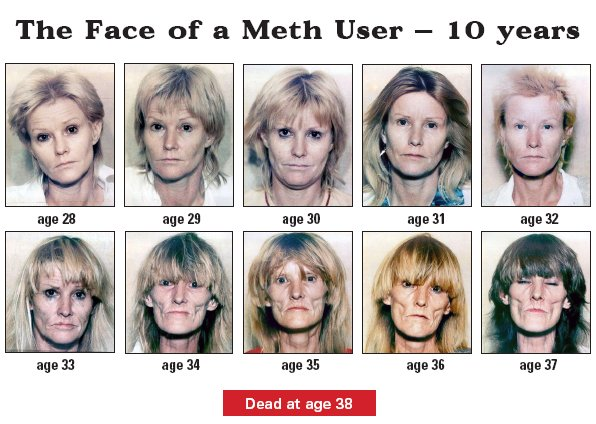 The Face of a Meth User – 10 years
age 28 age 29 age 30 age 31 age 32
age 33 age 34 age 35 age 36 age 37
Dead at age 38